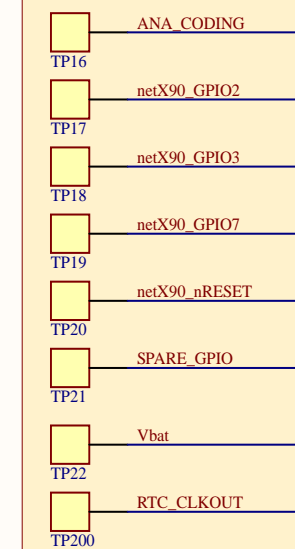 ANA_CODING
TP16
netX90_GPIO2
TP17
netX90_GPIO3
TP18
netX90_GPIO7
TP19
netX90_nRESET
TP20
SPARE_GPIO
TP21
Vbat
TP22
RTC_CLKOUT
TP200